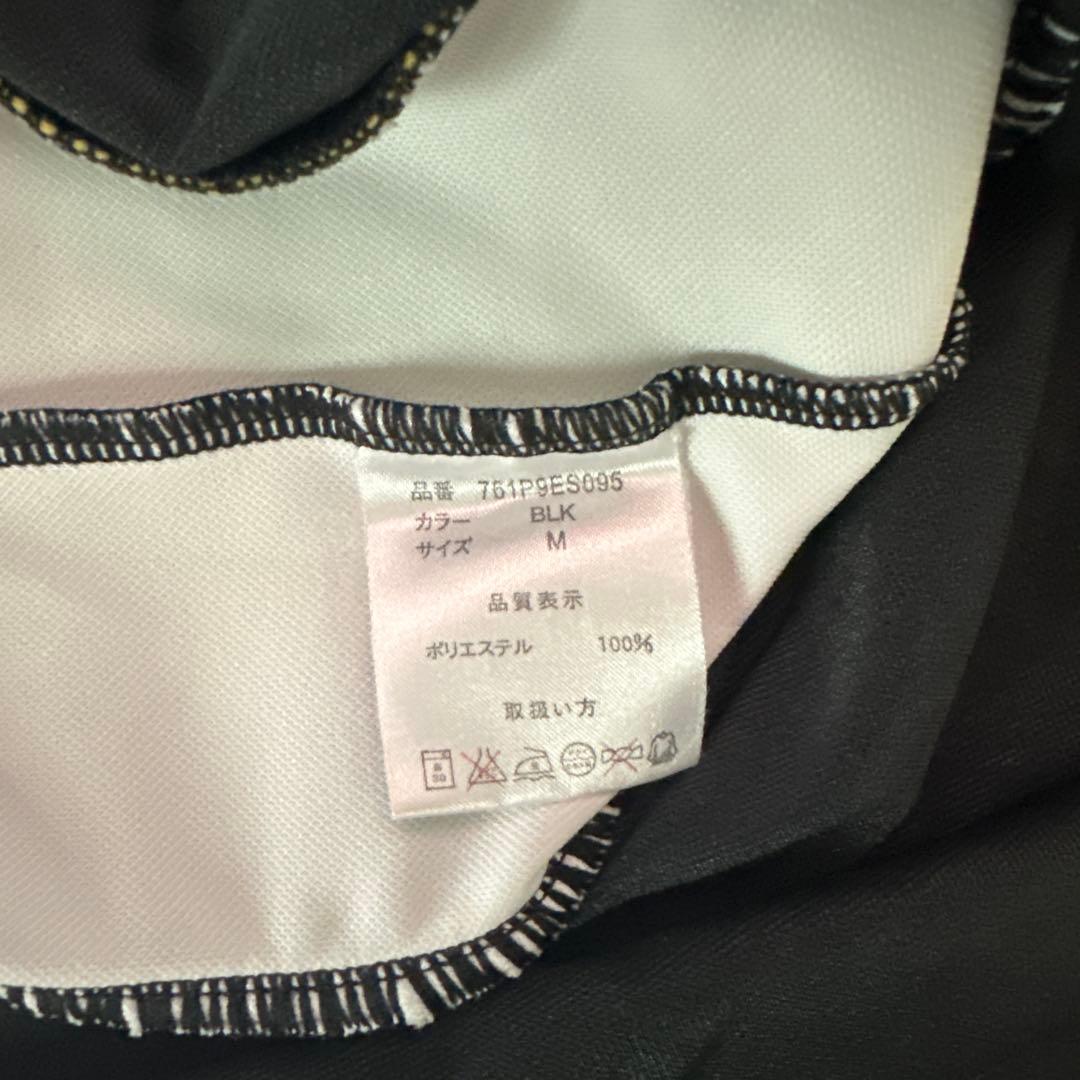 品番 761P9ES095
カラー BLK
サイズ M
品質表示
ポリエステル 100%
取扱い方